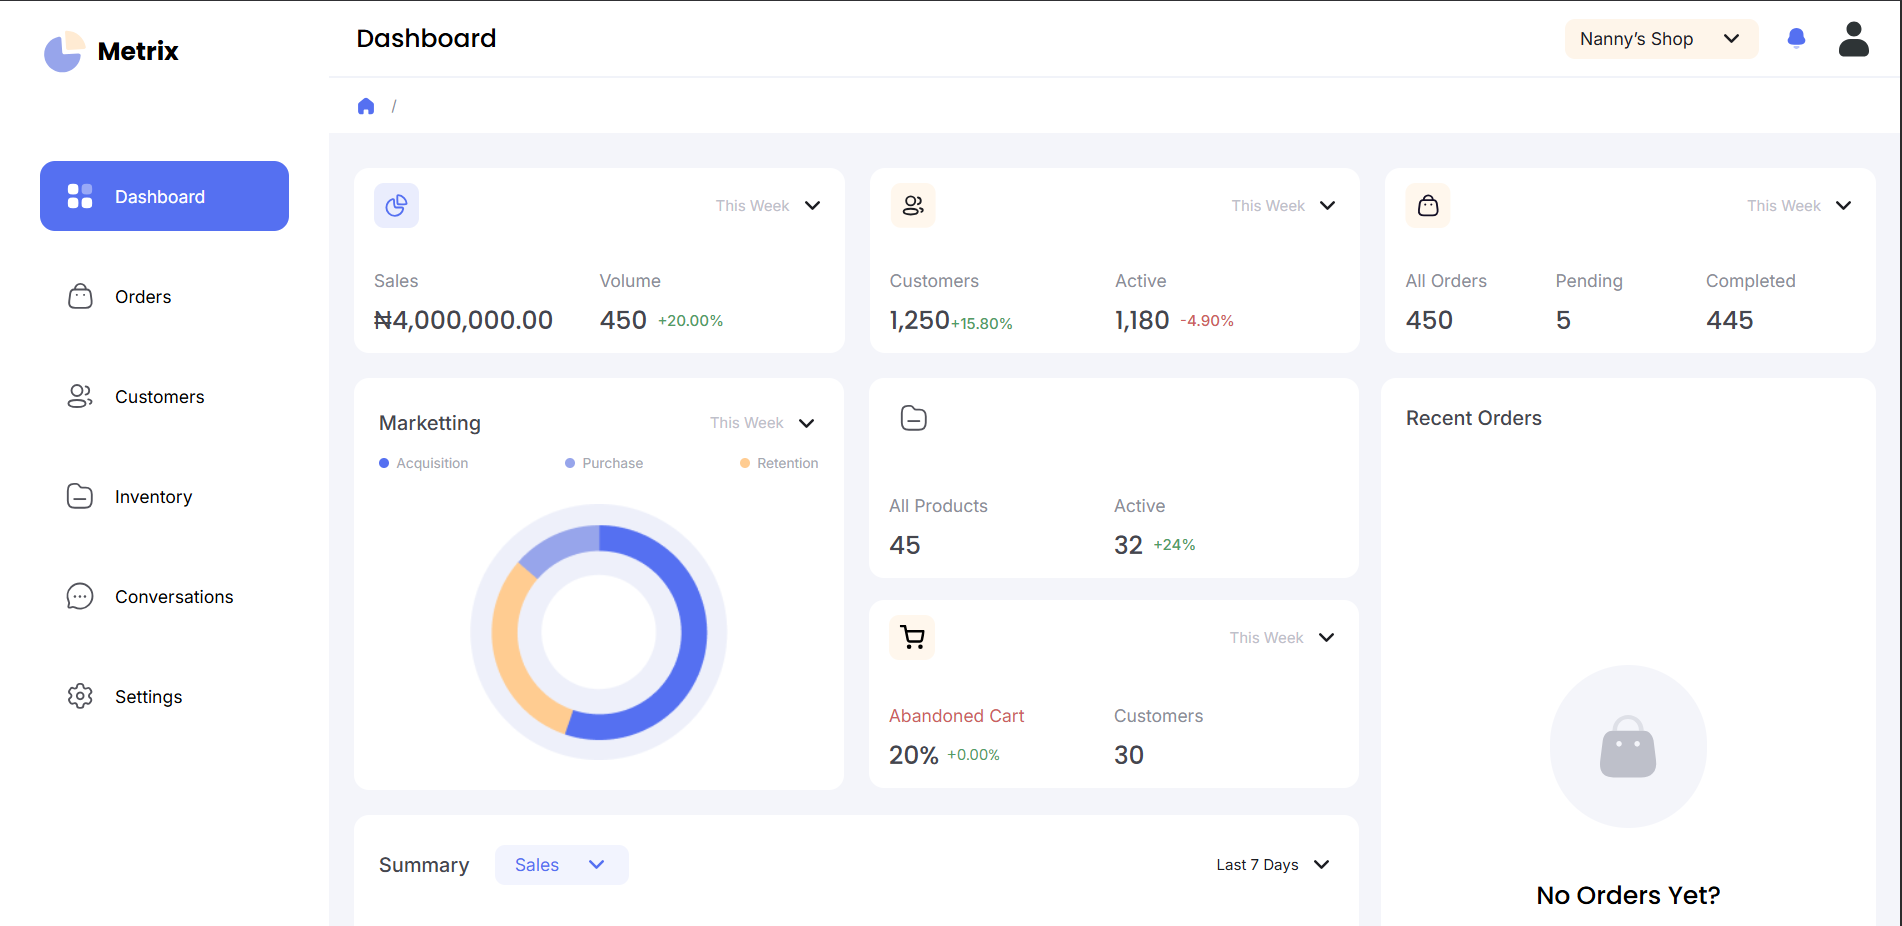 Metrix
Dashboard
Nanny's Shop
/
Dashboard
Orders
Customers
Inventory
Conversations
Settings
This Week
Sales
Volume
₦4,000,000.00
450 +20.00%
This Week
Customers
Active
1,250+15.80%
1,180 -4.90%
This Week
All Orders
Pending
Completed
450
5
445
Marketting
This Week
Acquisition
Purchase
Retention
All Products
Active
45
32 +24%
This Week
Abandoned Cart
Customers
20% +0.00%
30
Recent Orders
No Orders Yet?
Summary
Sales
Last 7 Days